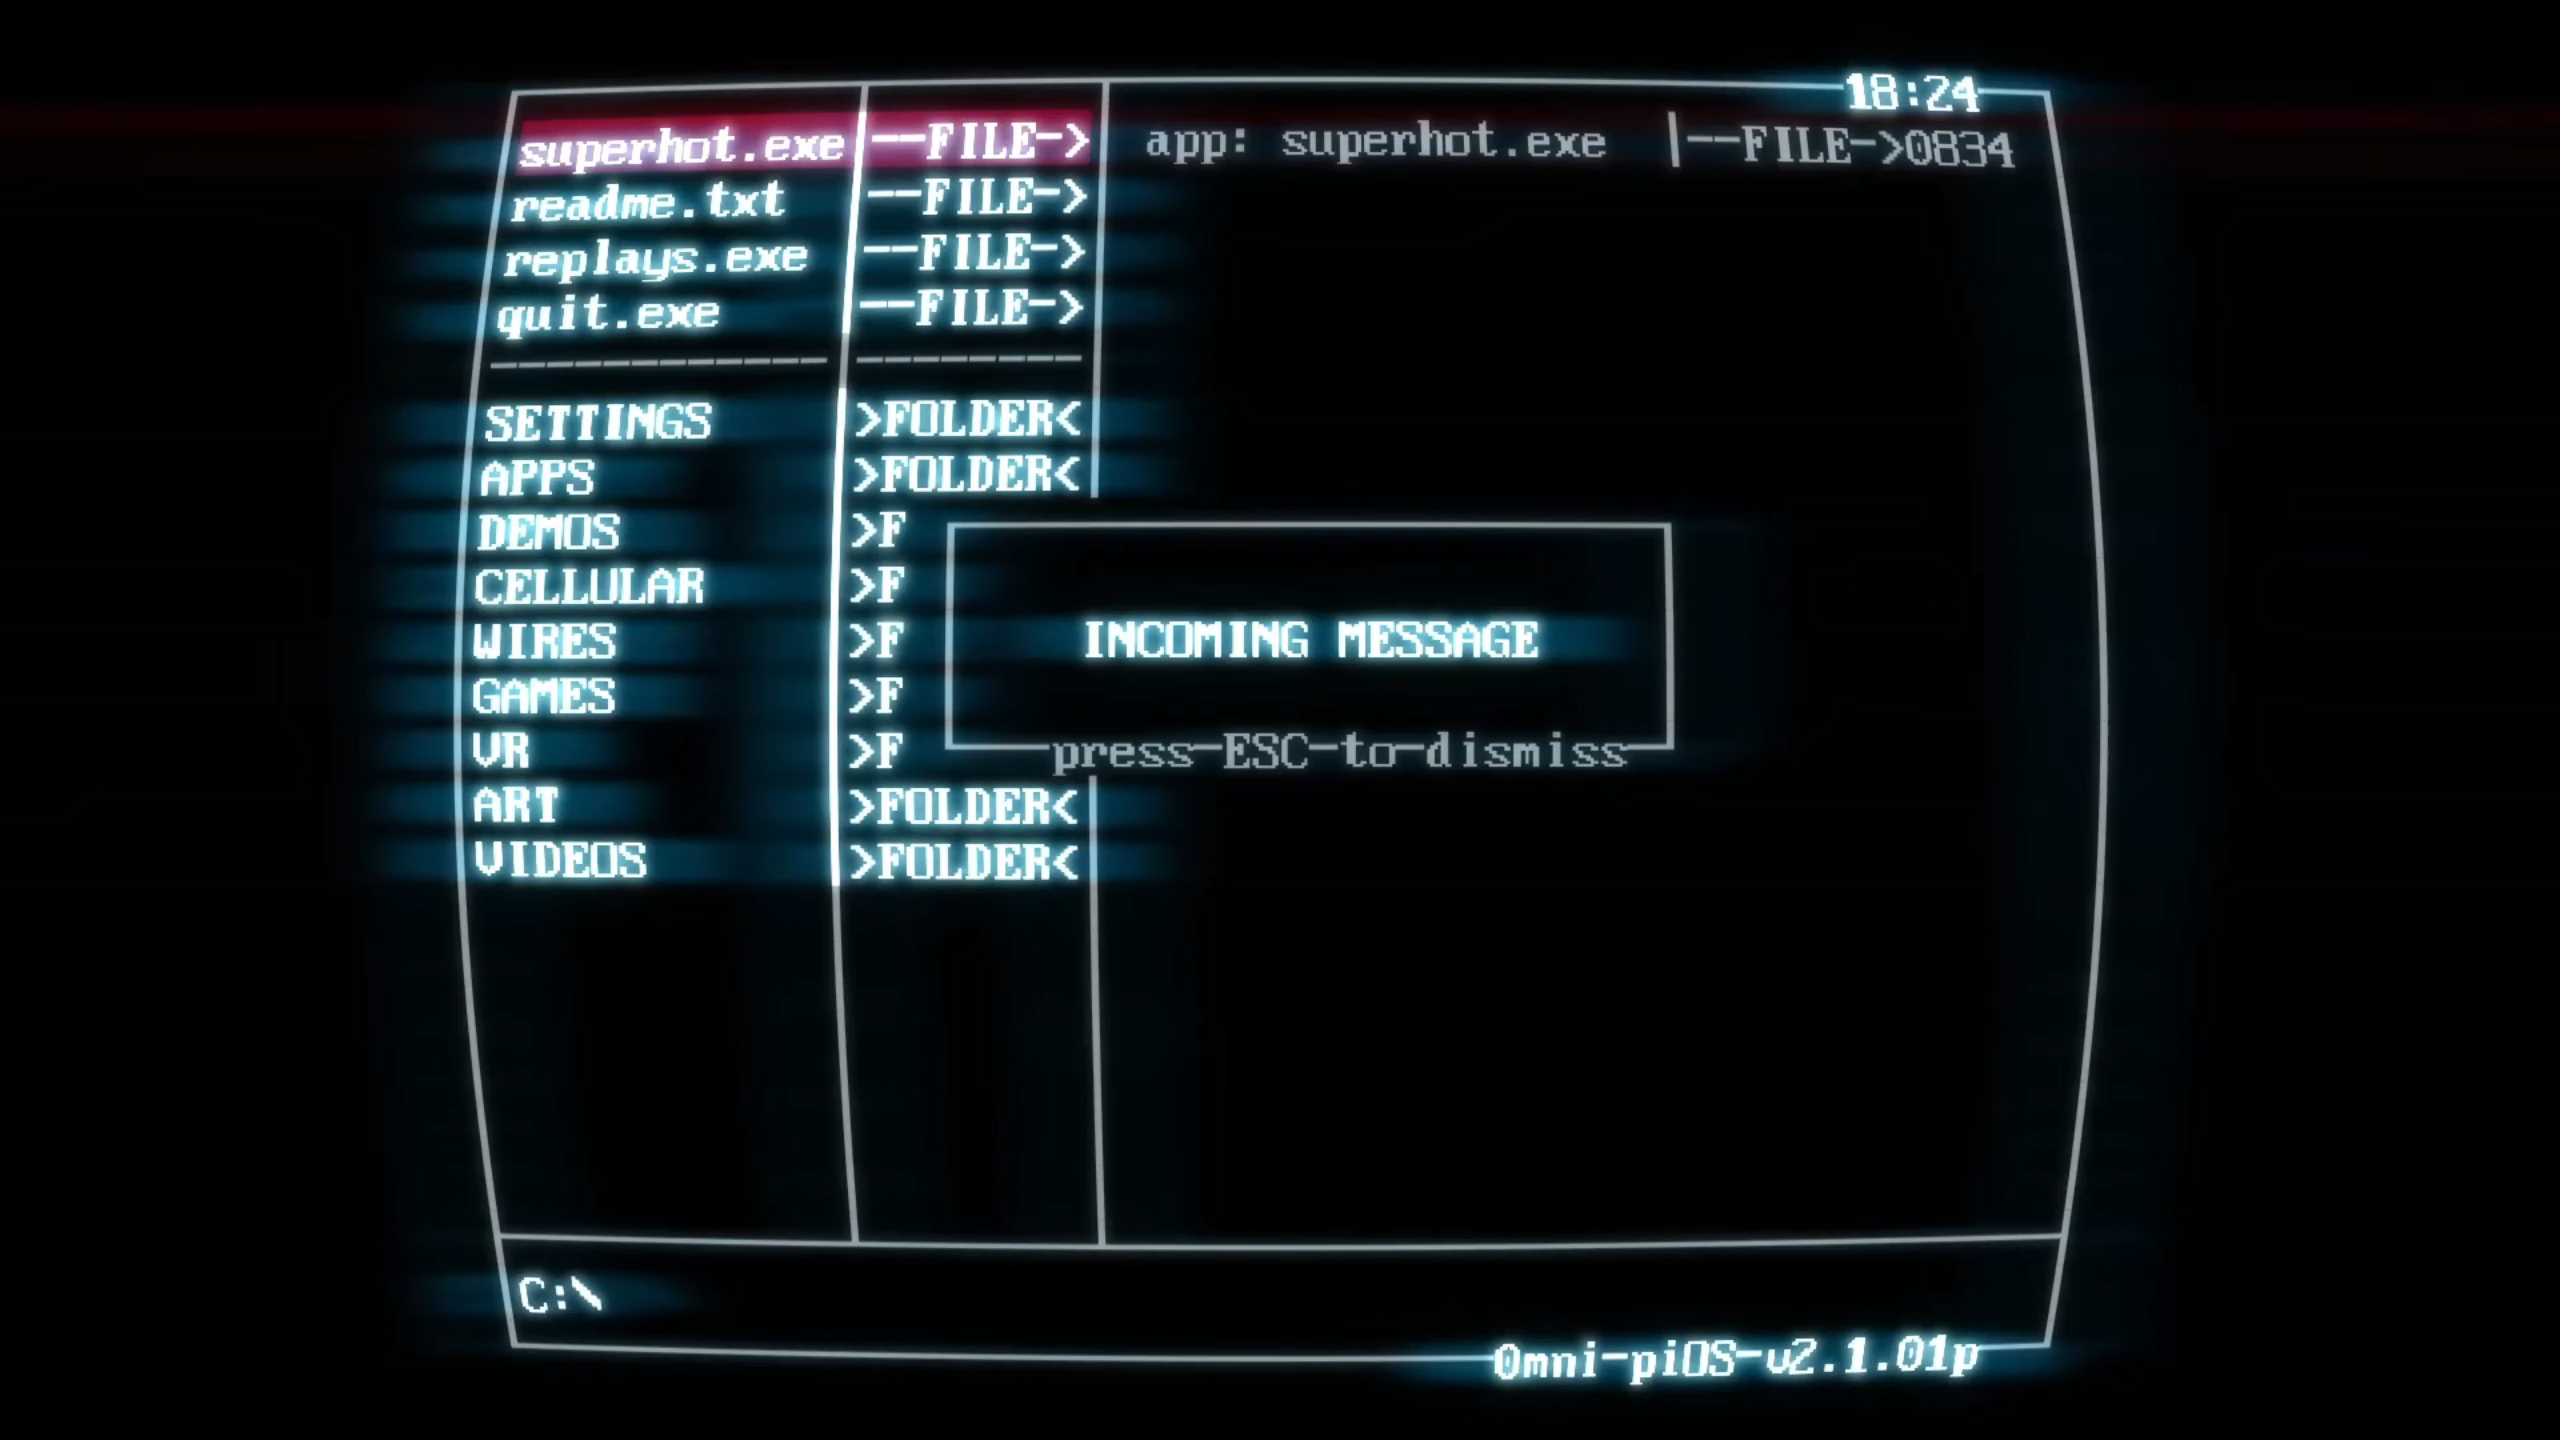 18:24
superhot.exe --FILE-> app: superhot.exe |--FILE->0834
readme.txt --FILE->
replays.exe --FILE->
quit.exe --FILE->
SETTINGS >FOLDER<
APPS >FOLDER<
DEMOS >F
CELLULAR >F
WIRES >F
GAMES >F
VR >F
ART >FOLDER<
VIDEOS >FOLDER<
INCOMING MESSAGE
press-ESC-to-dismiss
C:\
0mni-piOS-v2.1.01p